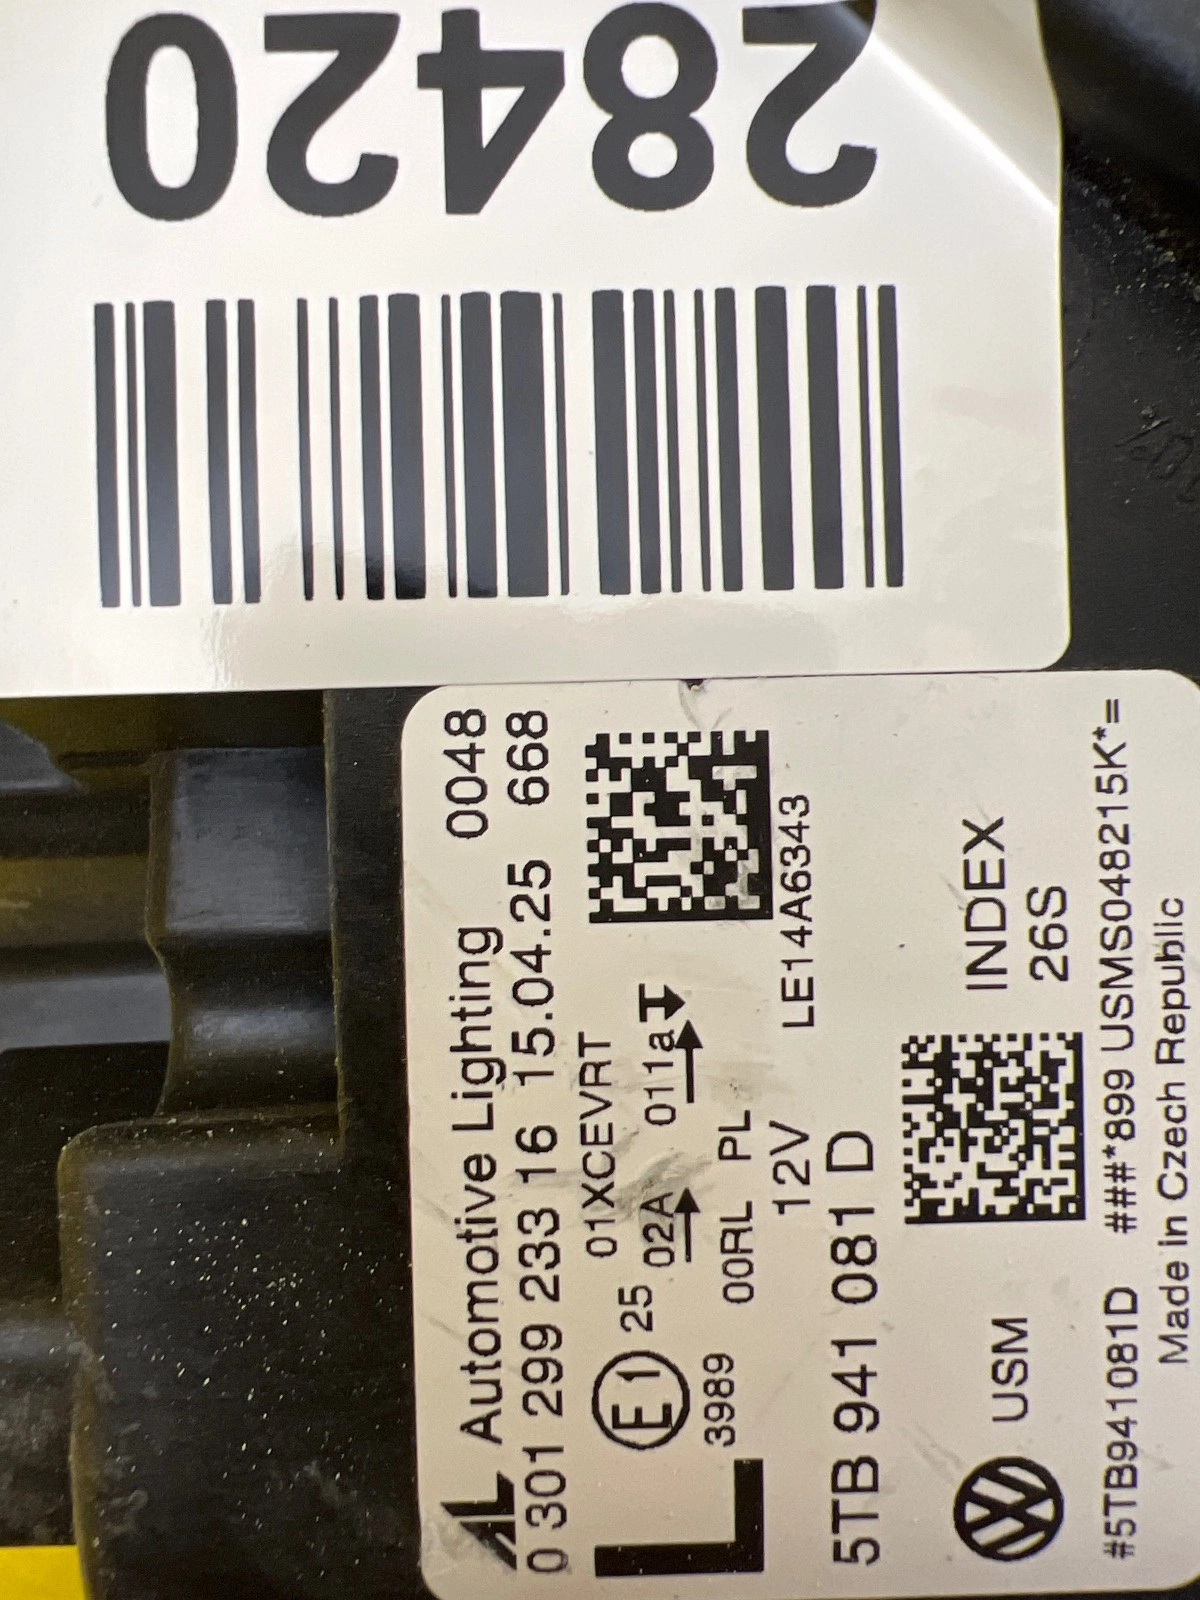 28420
AL Automotive Lighting 0048
0 301 299 233 16 15.04.25 668
01XCEVRT
L E1 25 02A 011a
3989 00RL PL
12V LE14A6343
5TB 941 081 D
USM INDEX
26S
#5TB941081D ###*899 USMS048215K*=
Made in Czech Republic